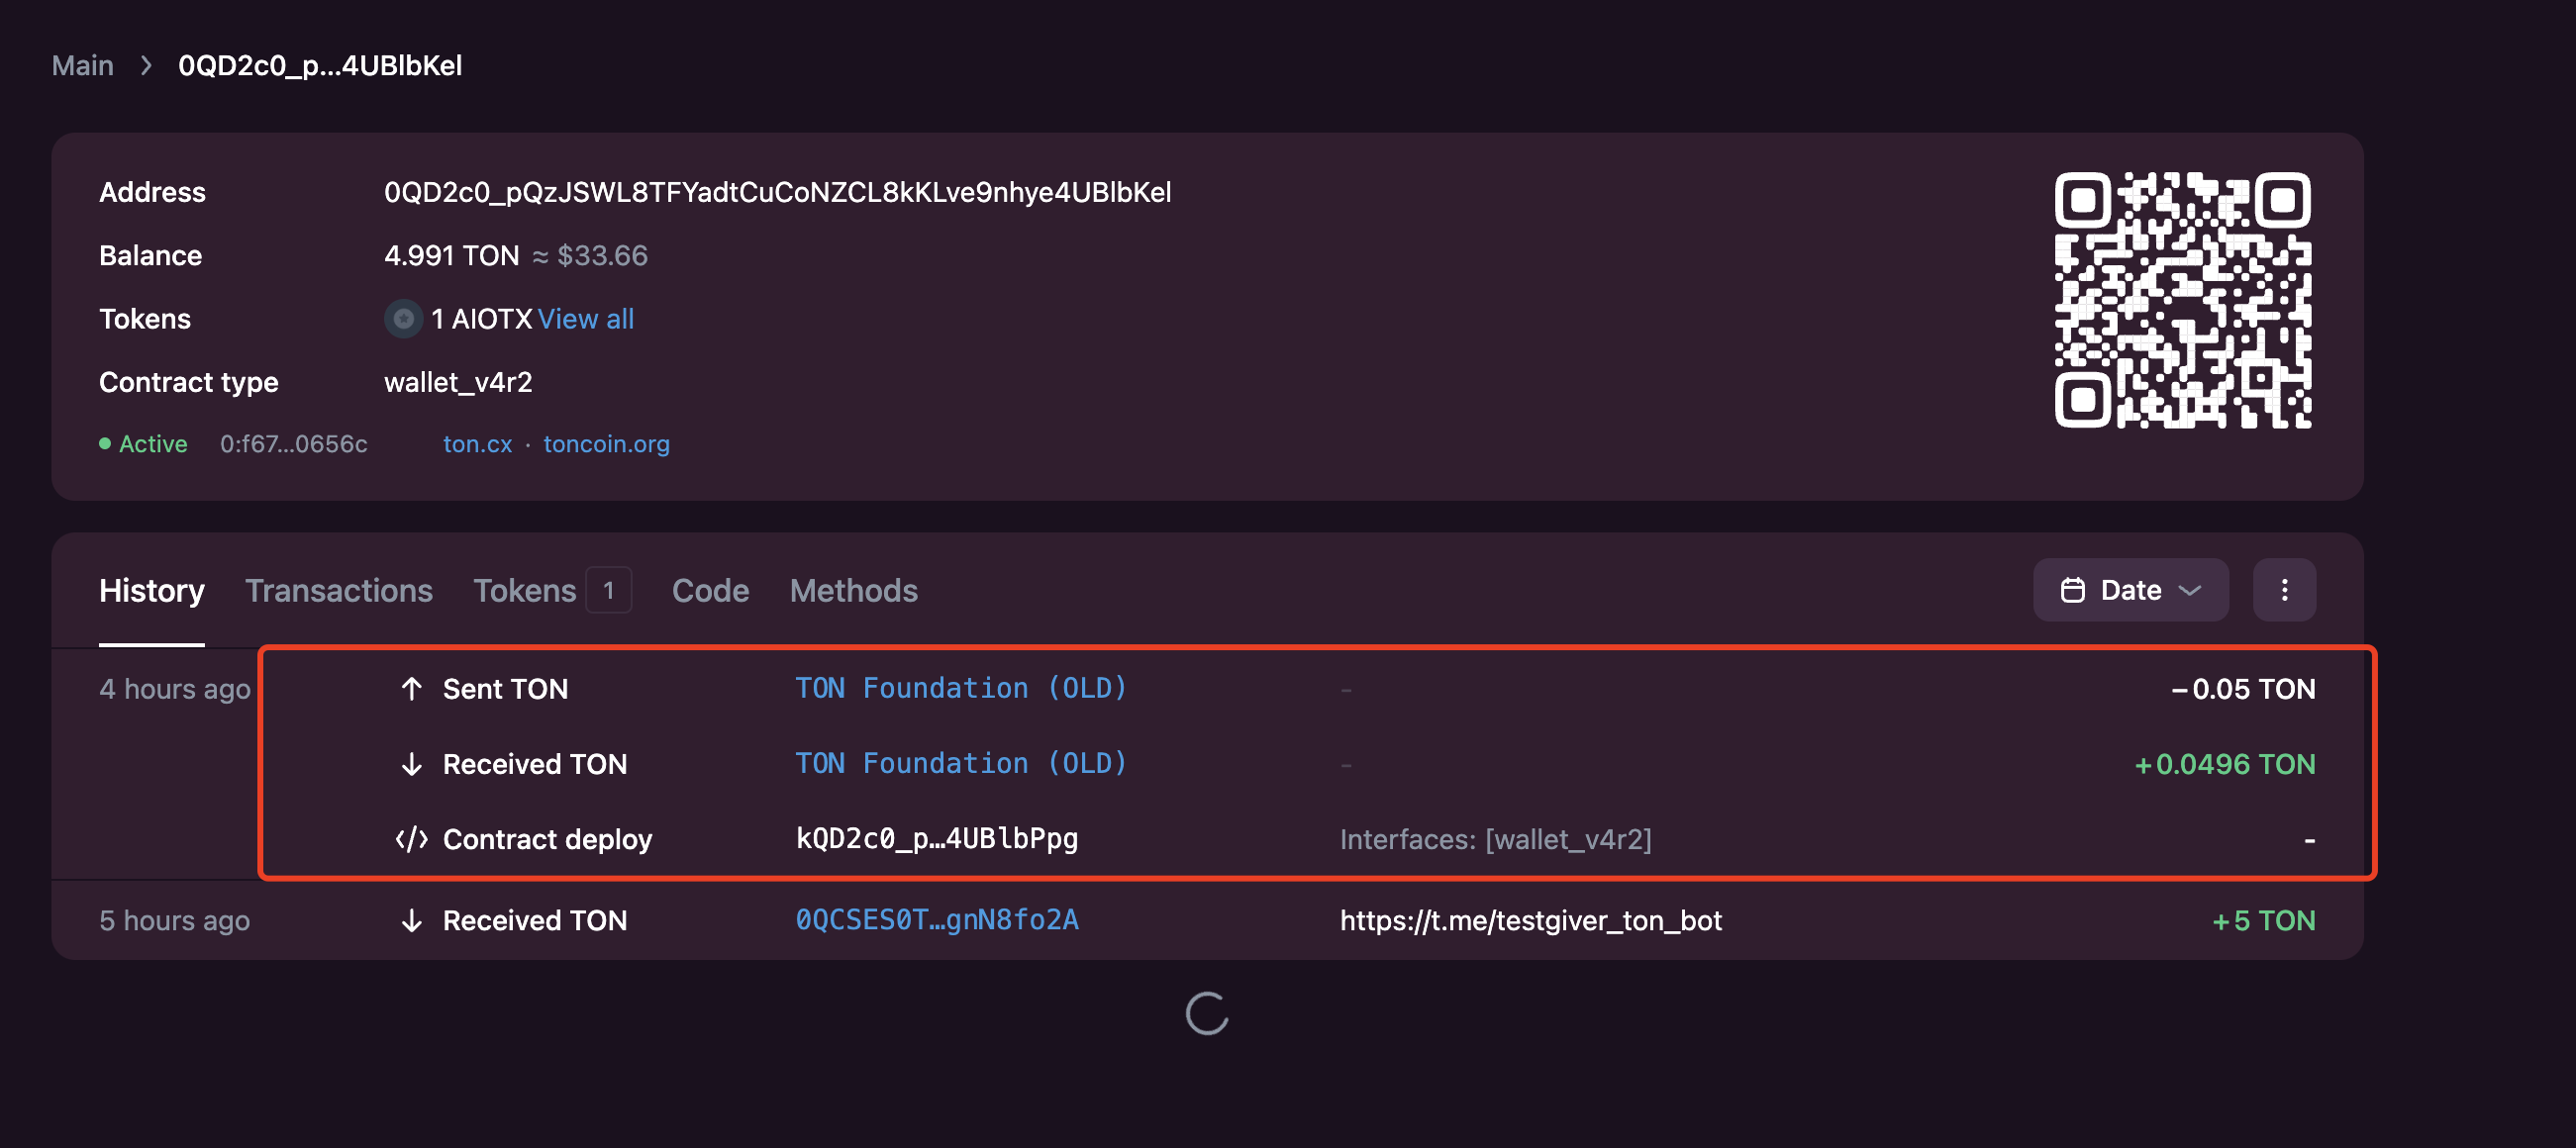 Main > 0QD2c0_p...4UBlbKel
Address 0QD2c0_pQzJSWL8TFYadtCuCoNZCL8kKLve9nhye4UBlbKel
Balance 4.991 TON ≈ $33.66
Tokens 1 AIOTX View all
Contract type wallet_v4r2
Active 0:f67...0656c ton.cx · toncoin.org
History Transactions Tokens 1 Code Methods Date
4 hours ago Sent TON TON Foundation (OLD) - −0.05 TON
Received TON TON Foundation (OLD) - +0.0496 TON
</> Contract deploy kQD2c0_p…4UBlbPpg Interfaces: [wallet_v4r2] -
5 hours ago Received TON 0QCSES0T…gnN8fo2A https://t.me/testgiver_ton_bot +5 TON